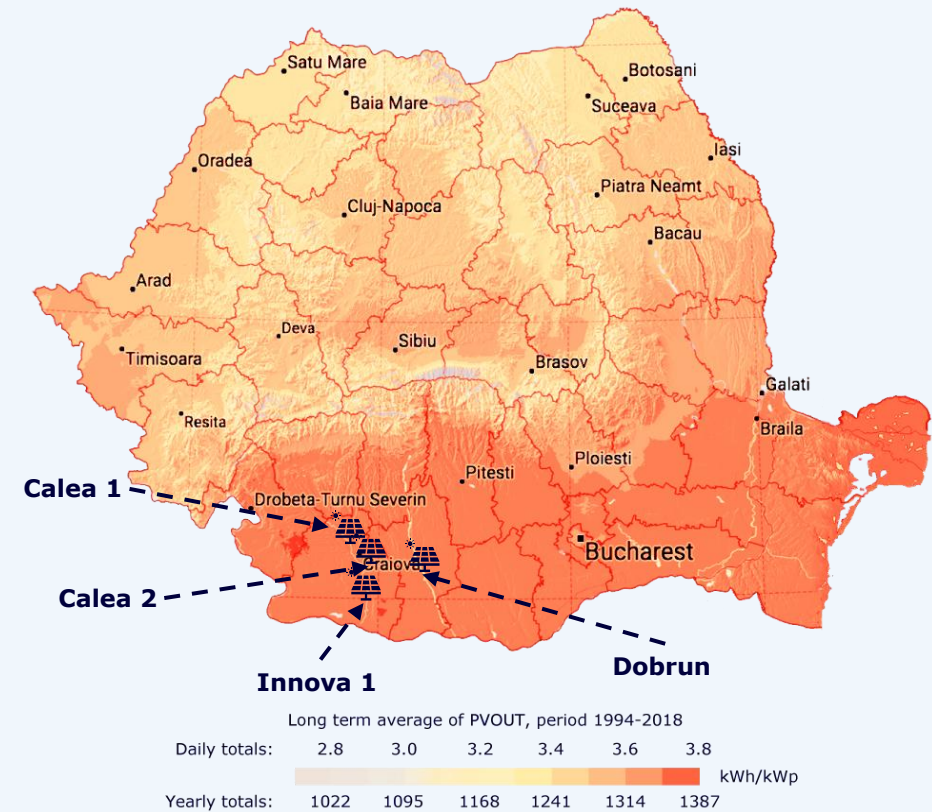 Satu Mare
Botosani
Baia Mare
Suceava
Iasi
Oradea
Piatra Neamt
Cluj-Napoca
Bacau
Arad
Deva
Sibiu
Timisoara
Brasov
Galati
Resita
Braila
Ploiesti
Pitesti
Calea 1
Drobeta-Turnu Severin
Bucharest
Craiova
Calea 2
Dobrun
Innova 1
Long term average of PVOUT, period 1994-2018
Daily totals: 2.8 3.0 3.2 3.4 3.6 3.8
kWh/kWp
Yearly totals: 1022 1095 1168 1241 1314 1387